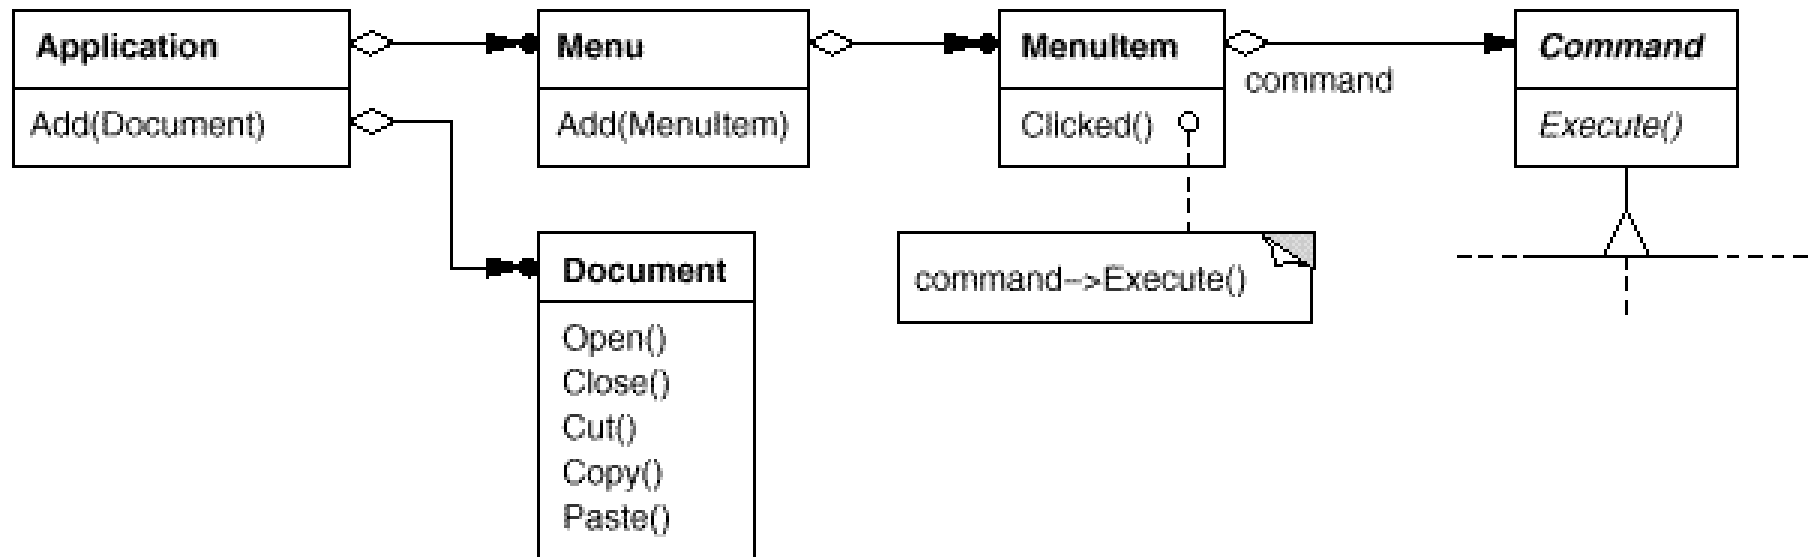 Application
Add(Document)
Menu
Add(MenuItem)
MenuItem
Clicked()
command
Command
Execute()
command–>Execute()
Document
Open()
Close()
Cut()
Copy()
Paste()